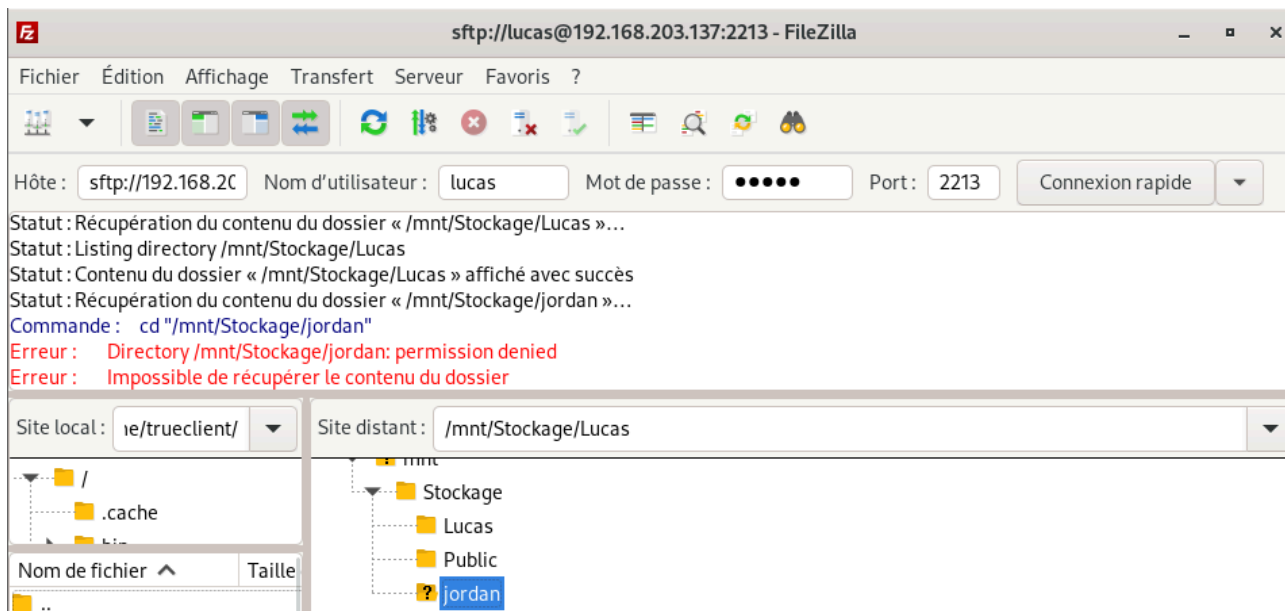 Fz
sftp://lucas@192.168.203.137:2213 - FileZilla
Fichier Édition Affichage Transfert Serveur Favoris ?
Hôte : sftp://192.168.20 Nom d'utilisateur : lucas Mot de passe : ●●●●● Port : 2213 Connexion rapide
Statut : Récupération du contenu du dossier « /mnt/Stockage/Lucas »...
Statut : Listing directory /mnt/Stockage/Lucas
Statut : Contenu du dossier « /mnt/Stockage/Lucas » affiché avec succès
Statut : Récupération du contenu du dossier « /mnt/Stockage/jordan »...
Commande : cd "/mnt/Stockage/jordan"
Erreur : Directory /mnt/Stockage/jordan: permission denied
Erreur : Impossible de récupérer le contenu du dossier
Site local : ne/trueclient/ Site distant : /mnt/Stockage/Lucas
/
.cache
bin
Nom de fichier Taille
..
mnt
Stockage
Lucas
Public
? jordan